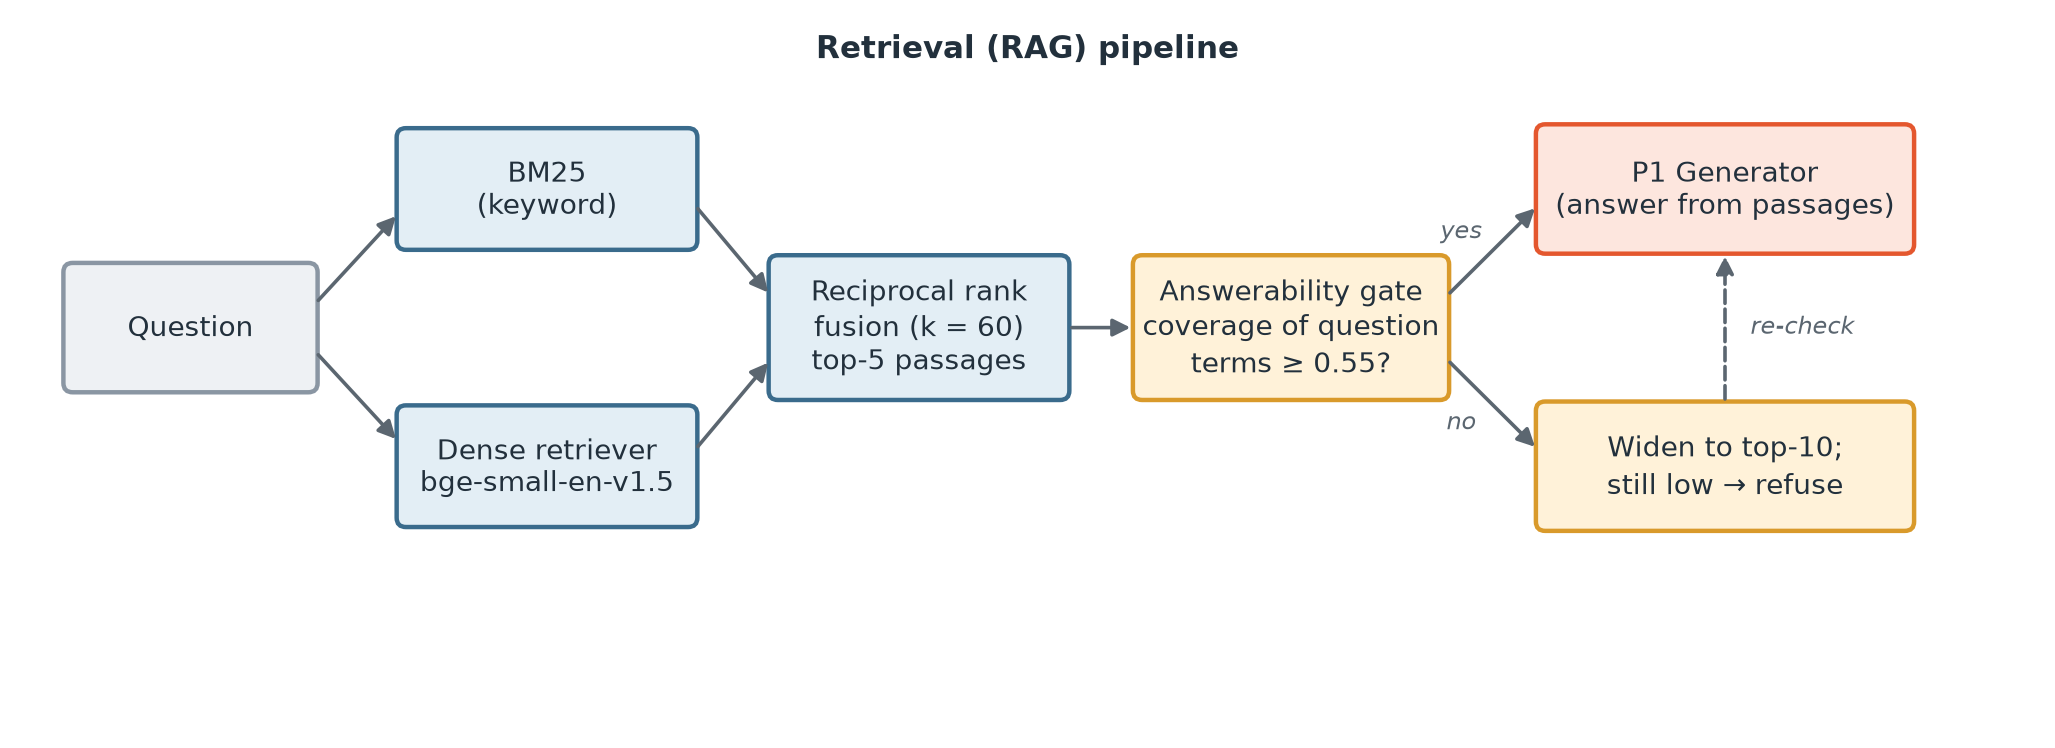 Retrieval (RAG) pipeline
Question
BM25
(keyword)
Dense retriever
bge-small-en-v1.5
Reciprocal rank
fusion (k = 60)
top-5 passages
Answerability gate
coverage of question
terms ≥ 0.55?
yes
no
P1 Generator
(answer from passages)
re-check
Widen to top-10;
still low → refuse